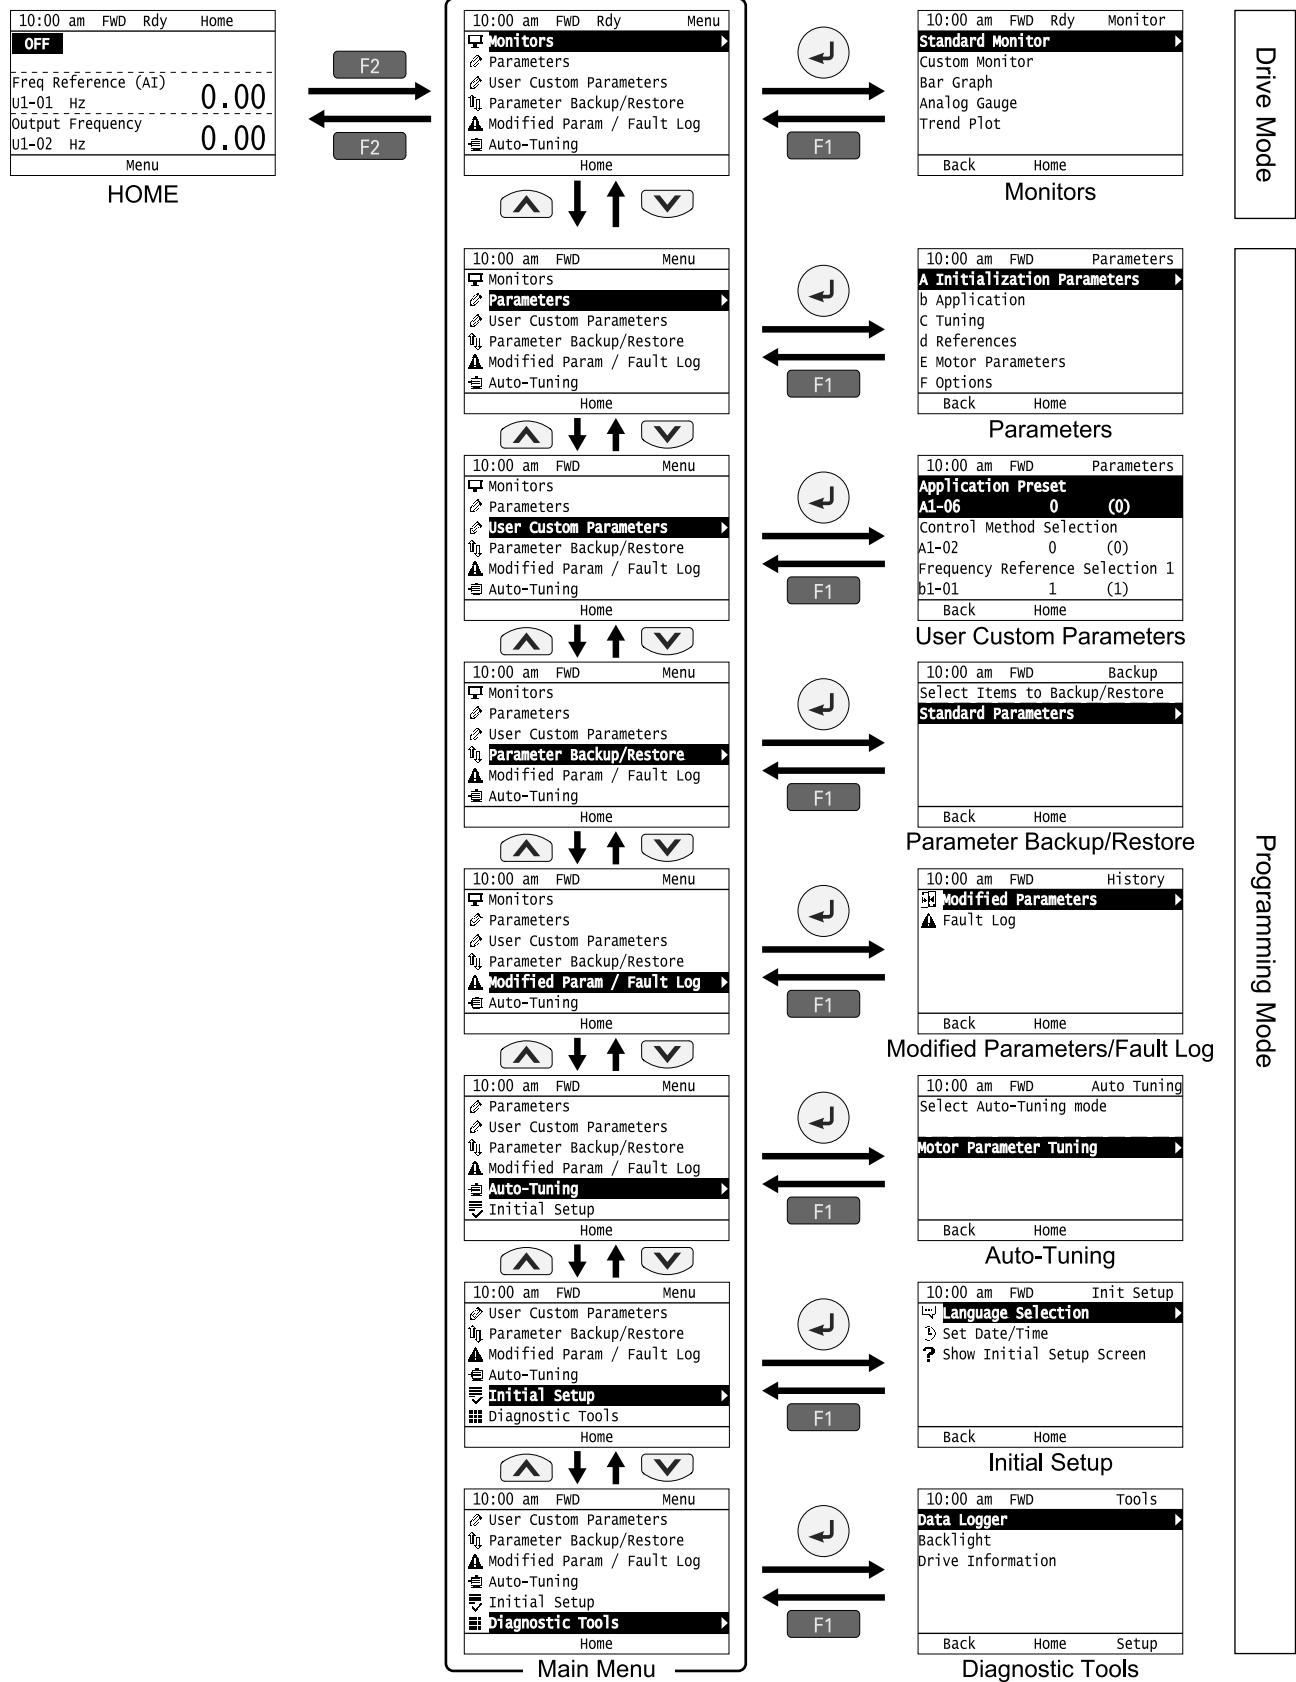 10:00 am FWD Rdy Home
OFF
Freq Reference (AI)
U1-01 Hz 0.00
Output Frequency
U1-02 Hz 0.00
Menu
HOME
F2
F2
10:00 am FWD Rdy Menu
Monitors
Parameters
User Custom Parameters
Parameter Backup/Restore
Modified Param / Fault Log
Auto-Tuning
Home
F1
10:00 am FWD Rdy Monitor
Standard Monitor
Custom Monitor
Bar Graph
Analog Gauge
Trend Plot
Back Home
Monitors
Drive Mode
10:00 am FWD Menu
Monitors
Parameters
User Custom Parameters
Parameter Backup/Restore
Modified Param / Fault Log
Auto-Tuning
Home
F1
10:00 am FWD Parameters
A Initialization Parameters
b Application
C Tuning
d References
E Motor Parameters
F Options
Back Home
Parameters
10:00 am FWD Menu
Monitors
Parameters
User Custom Parameters
Parameter Backup/Restore
Modified Param / Fault Log
Auto-Tuning
Home
F1
10:00 am FWD Parameters
Application Preset
A1-06 0 (0)
Control Method Selection
A1-02 0 (0)
Frequency Reference Selection 1
b1-01 1 (1)
Back Home
User Custom Parameters
10:00 am FWD Menu
Monitors
Parameters
User Custom Parameters
Parameter Backup/Restore
Modified Param / Fault Log
Auto-Tuning
Home
F1
10:00 am FWD Backup
Select Items to Backup/Restore
Standard Parameters
Back Home
Parameter Backup/Restore
10:00 am FWD Menu
Monitors
Parameters
User Custom Parameters
Parameter Backup/Restore
Modified Param / Fault Log
Auto-Tuning
Home
F1
10:00 am FWD History
Modified Parameters
Fault Log
Back Home
Modified Parameters/Fault Log
10:00 am FWD Menu
Parameters
User Custom Parameters
Parameter Backup/Restore
Modified Param / Fault Log
Auto-Tuning
Initial Setup
Home
F1
10:00 am FWD Auto Tuning
Select Auto-Tuning mode
Motor Parameter Tuning
Back Home
Auto-Tuning
10:00 am FWD Menu
User Custom Parameters
Parameter Backup/Restore
Modified Param / Fault Log
Auto-Tuning
Initial Setup
Diagnostic Tools
Home
F1
10:00 am FWD Init Setup
Language Selection
Set Date/Time
? Show Initial Setup Screen
Back Home
Initial Setup
10:00 am FWD Menu
User Custom Parameters
Parameter Backup/Restore
Modified Param / Fault Log
Auto-Tuning
Initial Setup
Diagnostic Tools
Home
Main Menu
F1
10:00 am FWD Tools
Data Logger
Backlight
Drive Information
Back Home Setup
Diagnostic Tools
Programming Mode